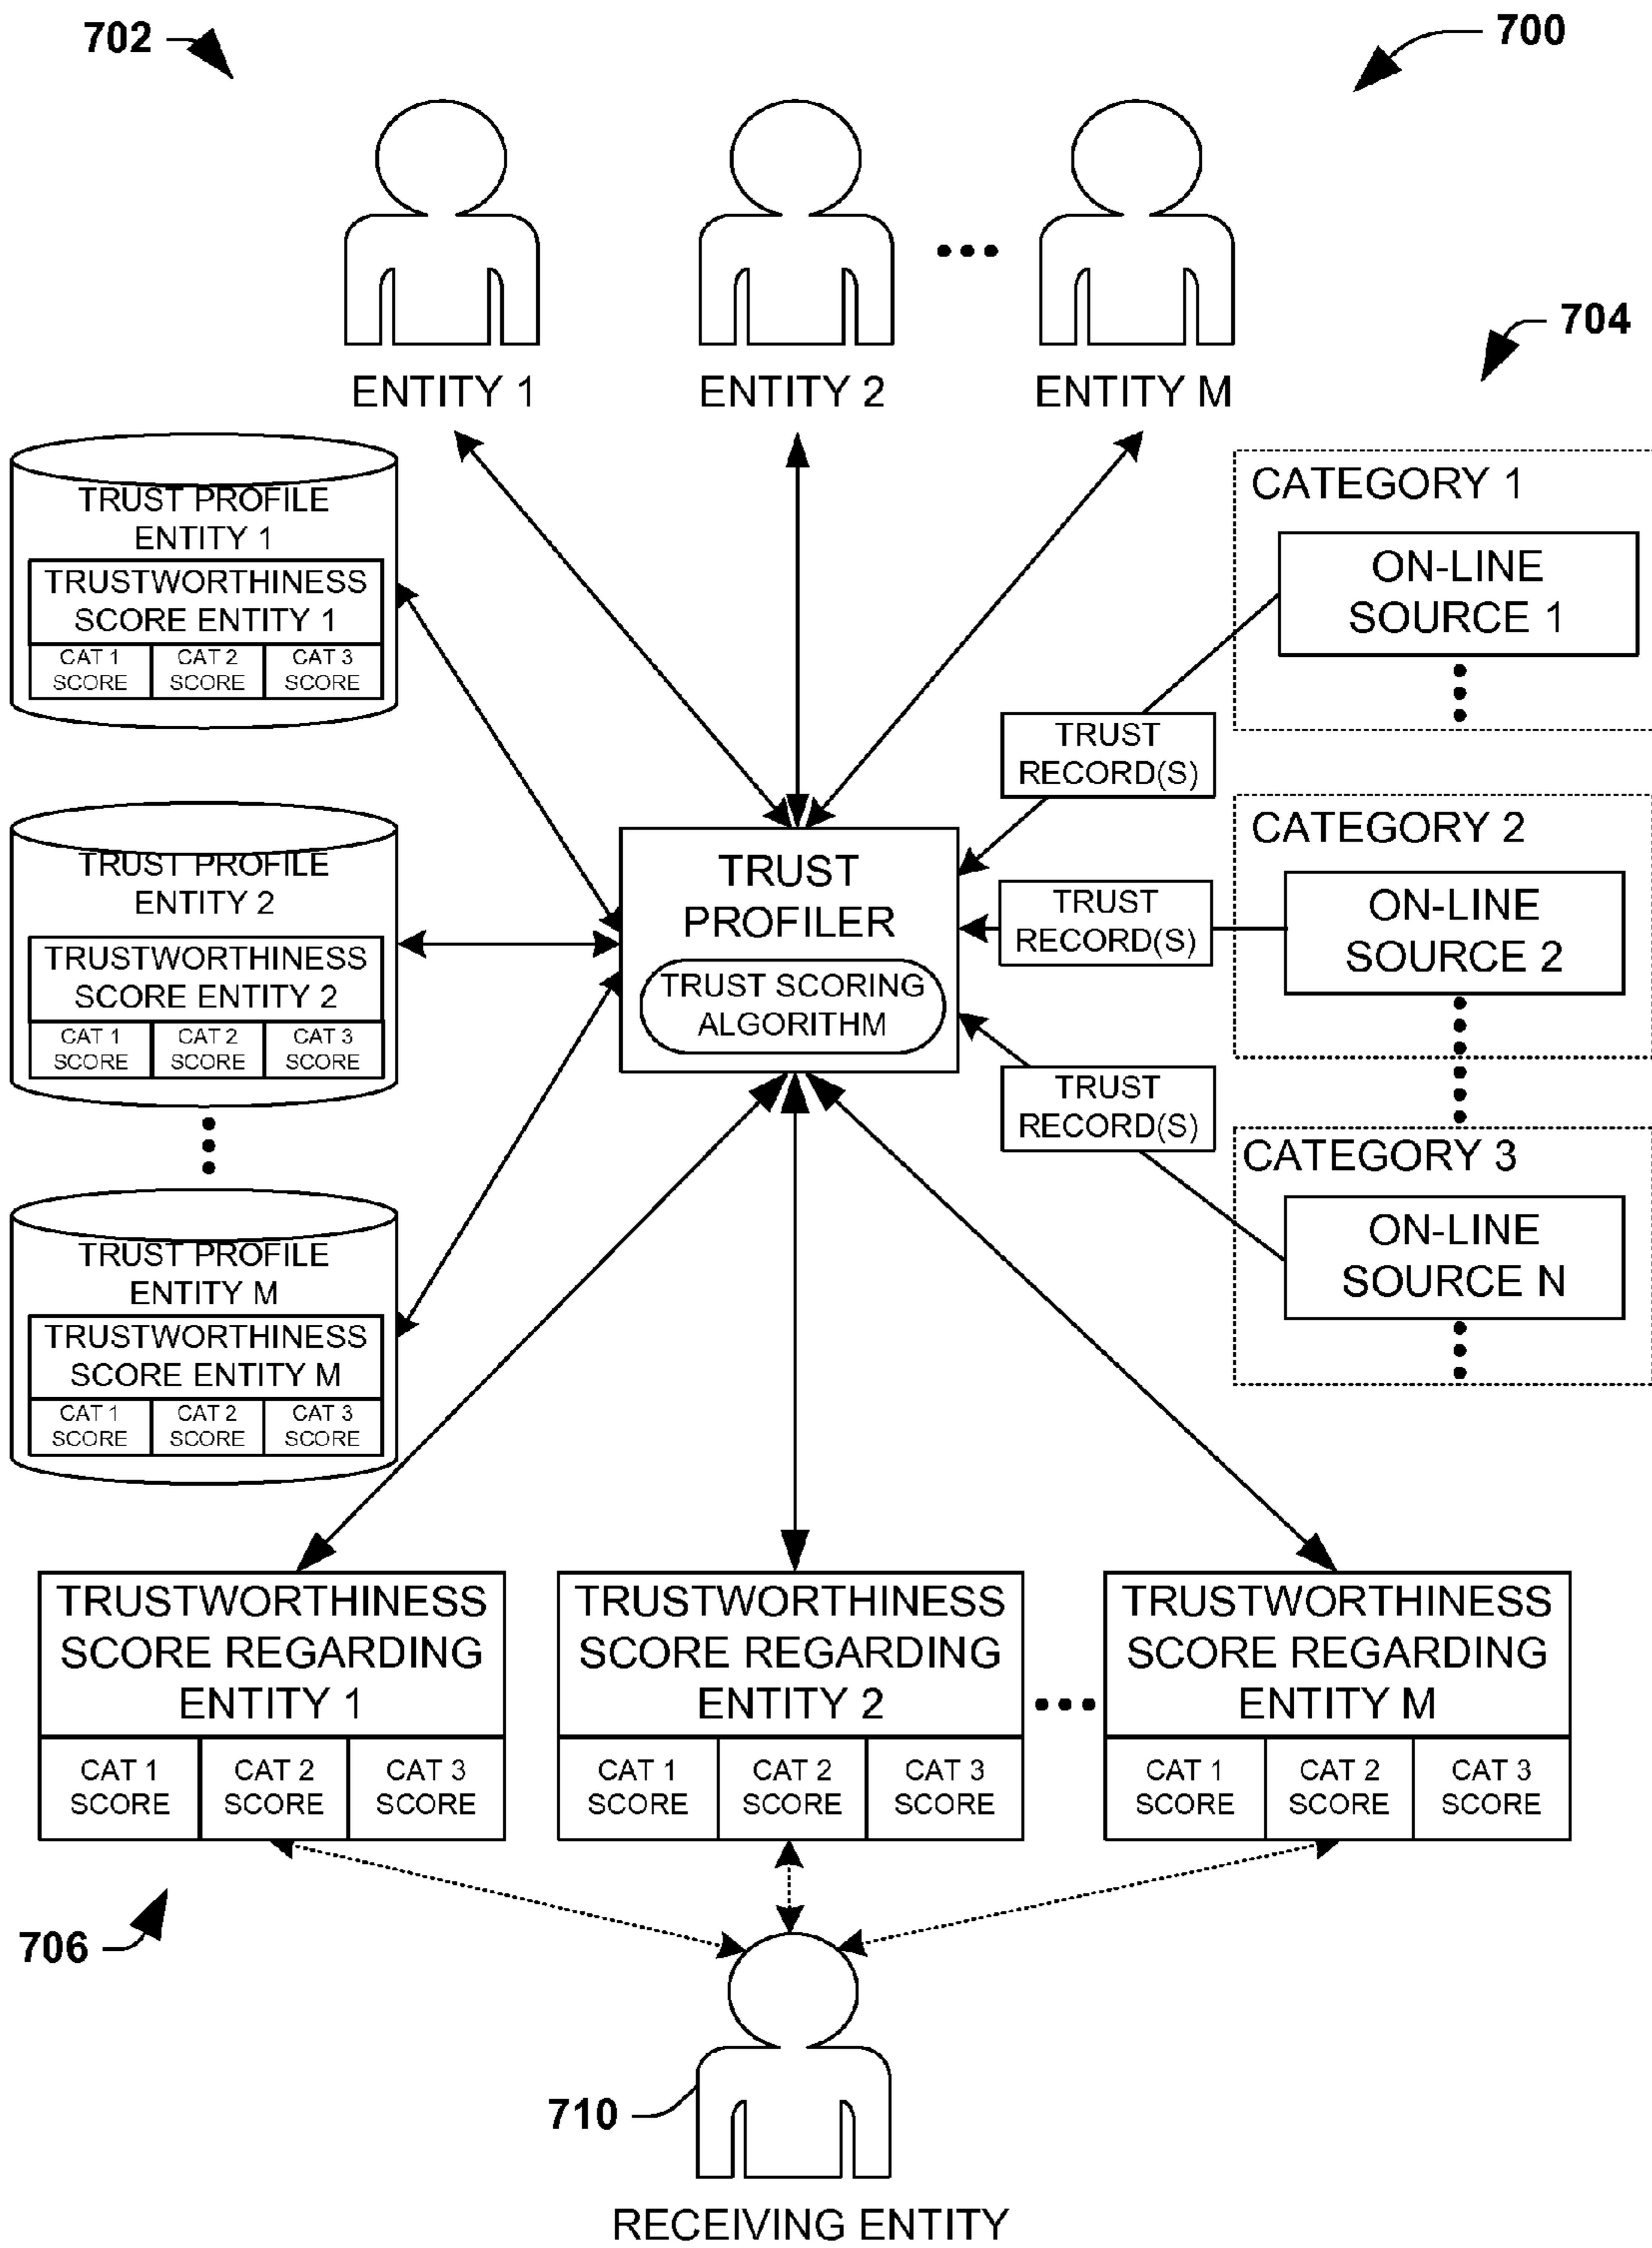 702
700
ENTITY 1
ENTITY 2
ENTITY M
704
TRUST PROFILE
ENTITY 1
TRUSTWORTHINESS
SCORE ENTITY 1
CAT 1
SCORE
CAT 2
SCORE
CAT 3
SCORE
CATEGORY 1
ON-LINE
SOURCE 1
TRUST
RECORD(S)
TRUST PROFILE
ENTITY 2
TRUSTWORTHINESS
SCORE ENTITY 2
CAT 1
SCORE
CAT 2
SCORE
CAT 3
SCORE
TRUST
PROFILER
TRUST SCORING
ALGORITHM
TRUST
RECORD(S)
CATEGORY 2
ON-LINE
SOURCE 2
TRUST
RECORD(S)
CATEGORY 3
ON-LINE
SOURCE N
TRUST PROFILE
ENTITY M
TRUSTWORTHINESS
SCORE ENTITY M
CAT 1
SCORE
CAT 2
SCORE
CAT 3
SCORE
TRUSTWORTHINESS
SCORE REGARDING
ENTITY 1
CAT 1
SCORE
CAT 2
SCORE
CAT 3
SCORE
TRUSTWORTHINESS
SCORE REGARDING
ENTITY 2
CAT 1
SCORE
CAT 2
SCORE
CAT 3
SCORE
TRUSTWORTHINESS
SCORE REGARDING
ENTITY M
CAT 1
SCORE
CAT 2
SCORE
CAT 3
SCORE
706
710
RECEIVING ENTITY